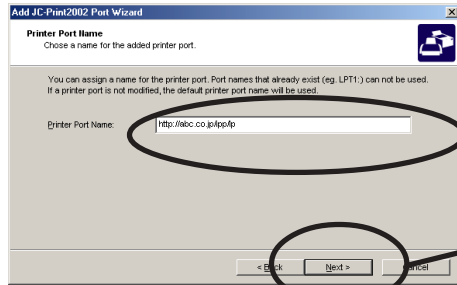 Add JC-Print2002 Port Wizard
Printer Port Name
Chose a name for the added printer port.
You can assign a name for the printer port. Port names that already exist (eg. LPT1:) can not be used.
If a printer port is not modified, the default printer port name will be used.
Printer Port Name:
http://abc.co.jp/ipp/lp
< Back
Next >
Cancel